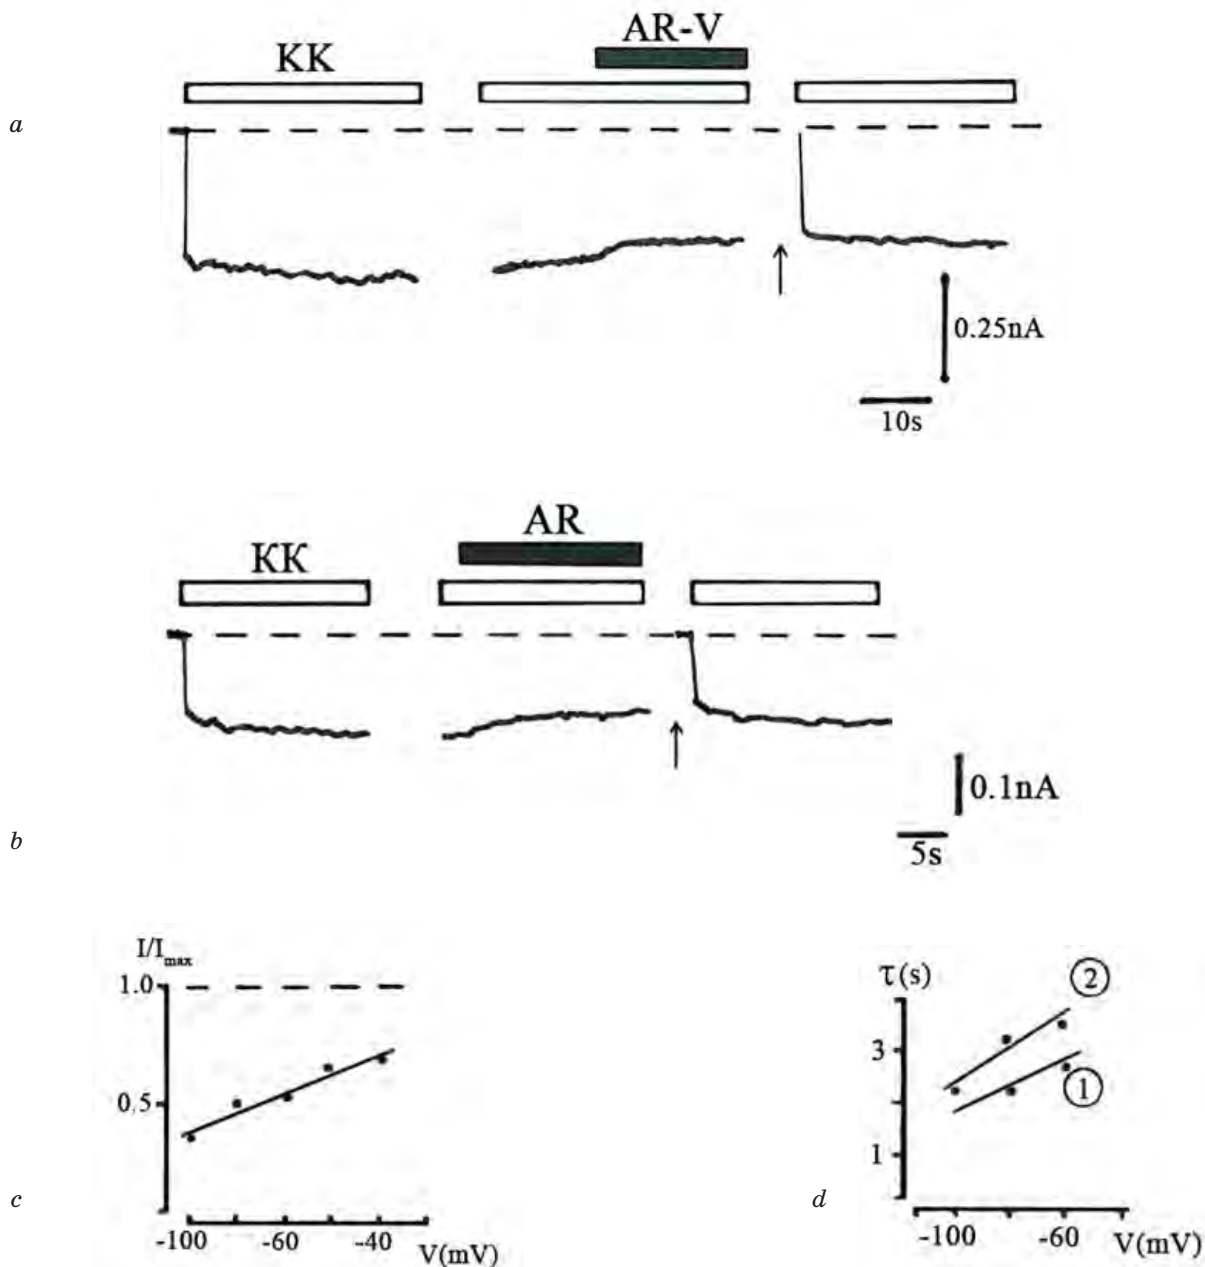 AR-V
KK
a
0.25nA
10s
AR
KK
0.1nA
b
5s
I/Imax
1.0
0.5
c
-100 -60 -40 V(mV)
τ(s)
2
3
1
1
d
-100 -60 V(mV)